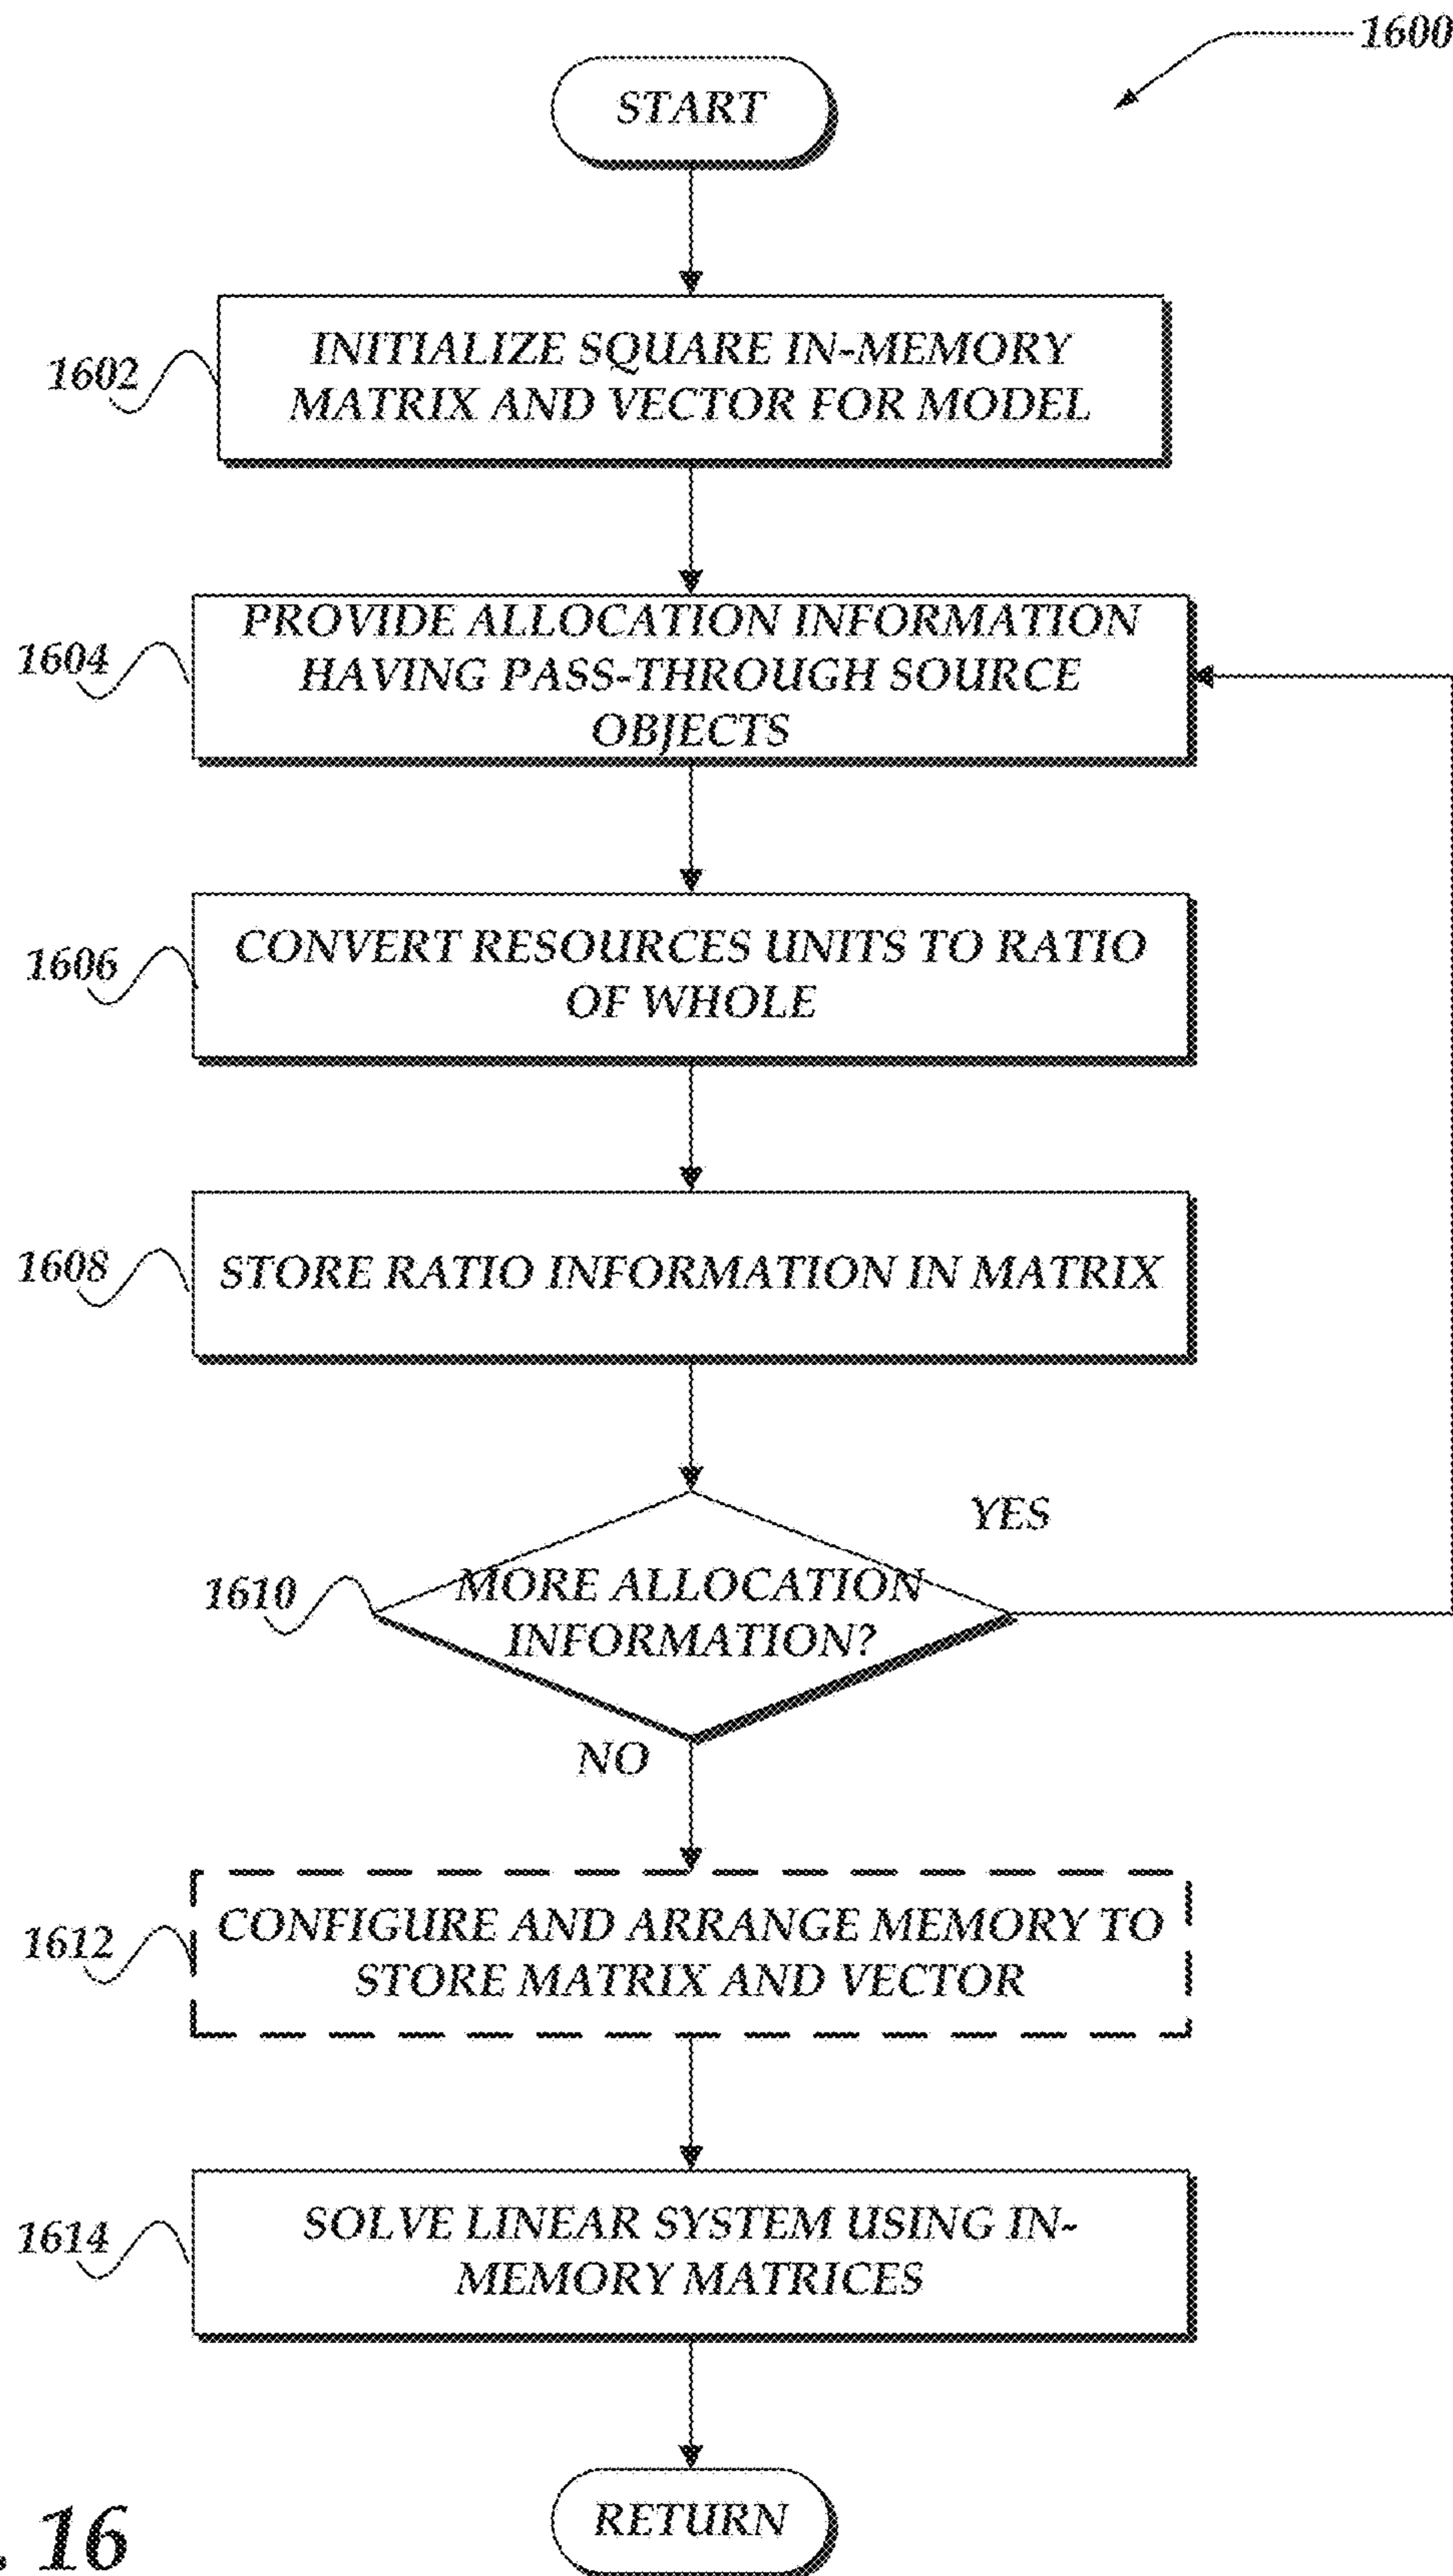 1600
START
1602
INITIALIZE SQUARE IN-MEMORY
MATRIX AND VECTOR FOR MODEL
1604
PROVIDE ALLOCATION INFORMATION
HAVING PASS-THROUGH SOURCE
OBJECTS
1606
CONVERT RESOURCES UNITS TO RATIO
OF WHOLE
1608
STORE RATIO INFORMATION IN MATRIX
YES
1610
MORE ALLOCATION
INFORMATION?
NO
1612
CONFIGURE AND ARRANGE MEMORY TO
STORE MATRIX AND VECTOR
1614
SOLVE LINEAR SYSTEM USING IN-
MEMORY MATRICES
RETURN
. 16